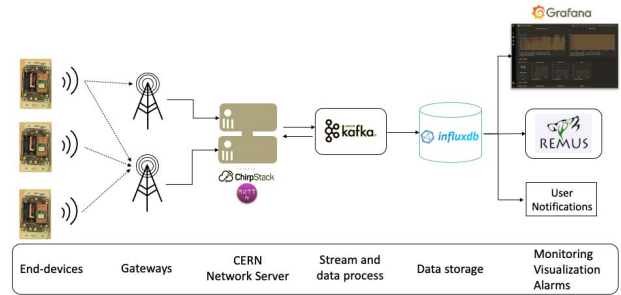 Grafana
kafka
influxdb
REMUS
ChirpStack
MQTT
User
Notifications
End-devices
Gateways
CERN
Network Server
Stream and
data process
Data storage
Monitoring
Visualization
Alarms